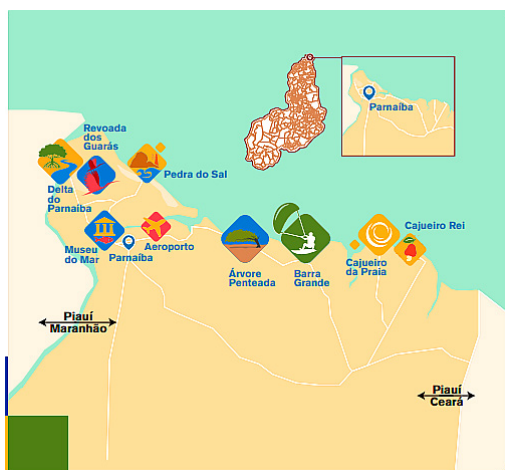 Parnaíba
Revoada
dos
Guarás
Pedra do Sal
Delta
do
Parnaíba
Museu
do Mar
Parnaíba
Aeroporto
Árvore
Penteada
Barra
Grande
Cajueiro
da Praia
Cajueiro Rei
Piauí
Maranhão
Piauí
Ceará